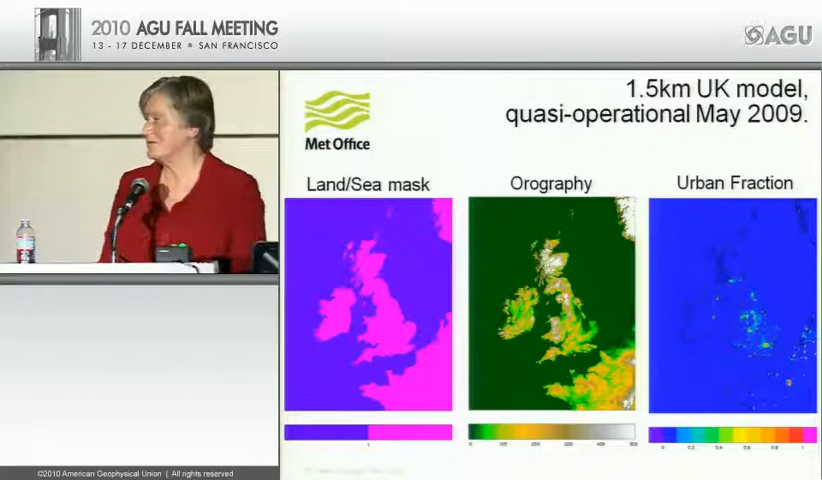 2010 AGU FALL MEETING
13 - 17 DECEMBER SAN FRANCISCO
AGU
1.5km UK model,
quasi-operational May 2009.
Met Office
Land/Sea mask
Orography
Urban Fraction
1
0 100 200 300 400 500
0 0.2 0.4 0.6 0.8 1
©2010 American Geophysical Union | All rights reserved